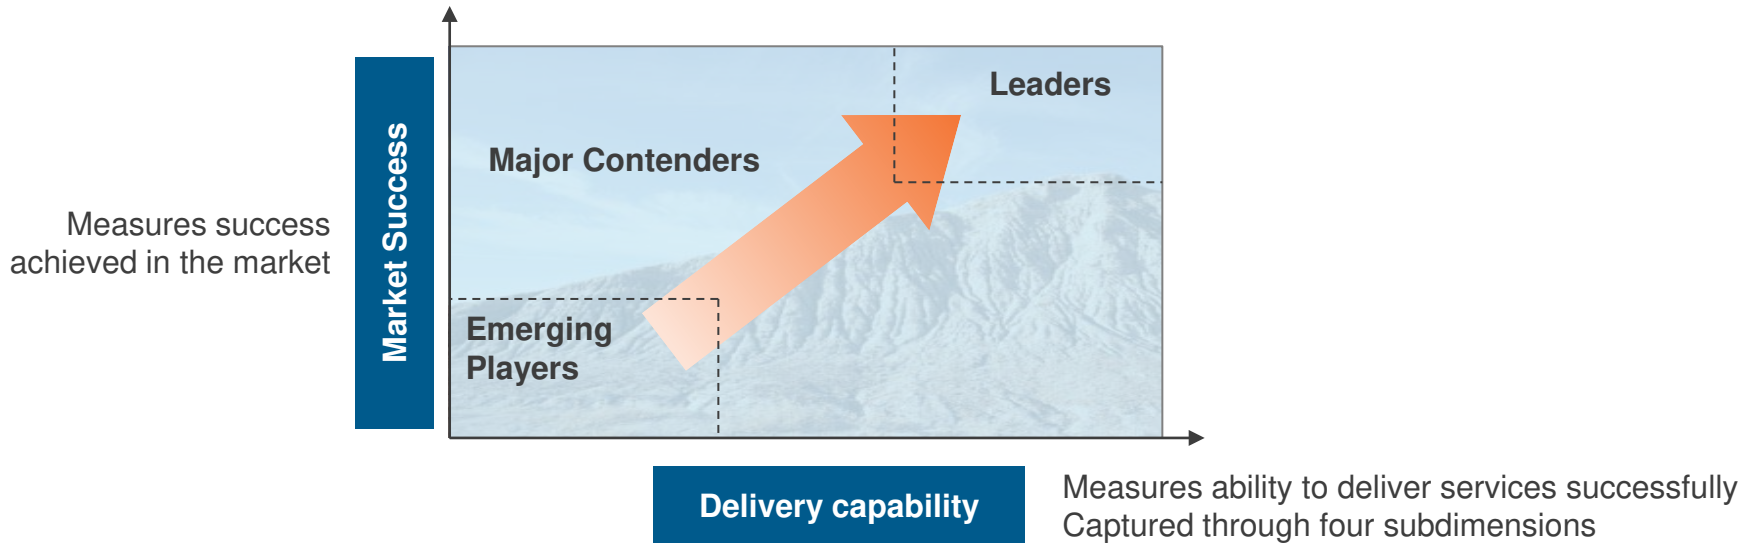 Leaders
Major Contenders
Market Success
Measures success
achieved in the market
Emerging
Players
Delivery capability
Measures ability to deliver services successfully
Captured through four subdimensions